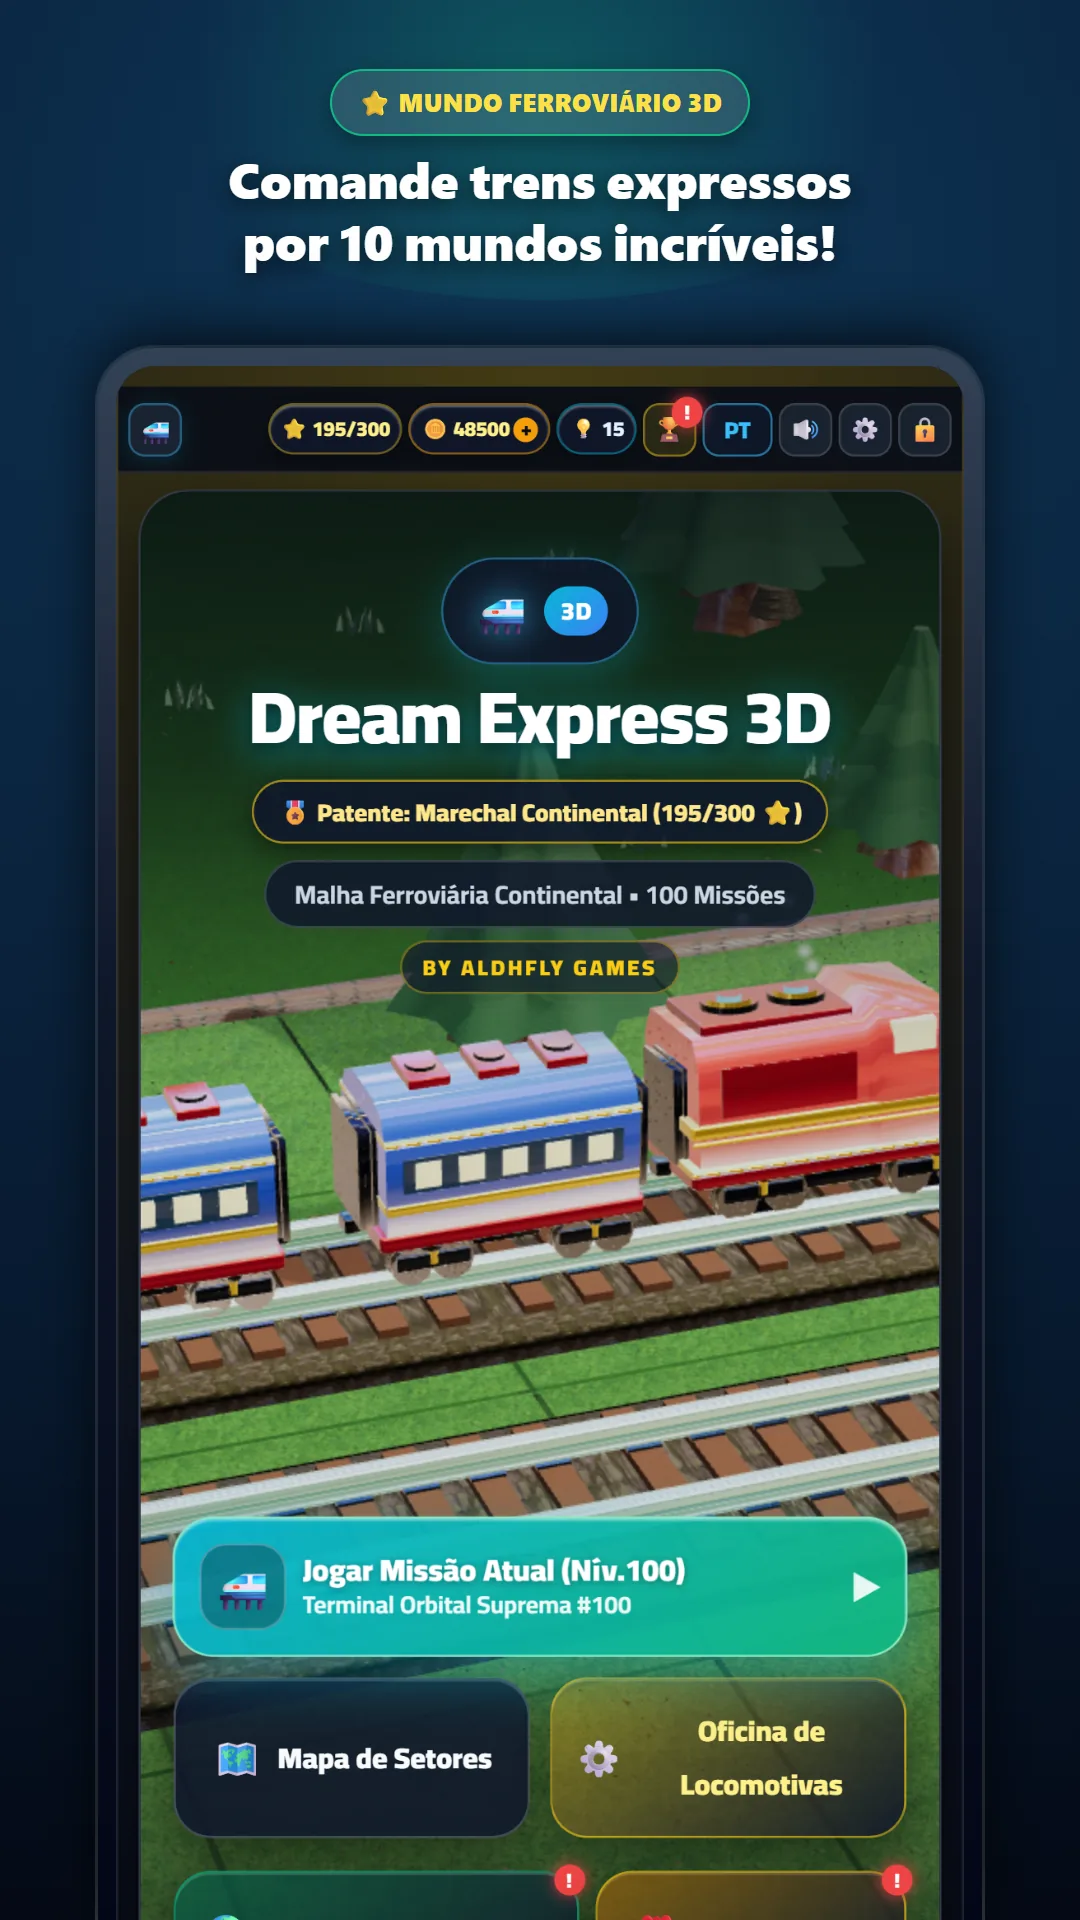 MUNDO FERROVIÁRIO 3D
Comande trens expressos
por 10 mundos incríveis!
195/300
48500 +
15
!
PT
3D
Dream Express 3D
Patente: Marechal Continental (195/300 ⭐)
Malha Ferroviária Continental ▪ 100 Missões
BY ALDHFLY GAMES
Jogar Missão Atual (Nív.100)
Terminal Orbital Suprema #100
Mapa de Setores
Oficina de
Locomotivas
!
!